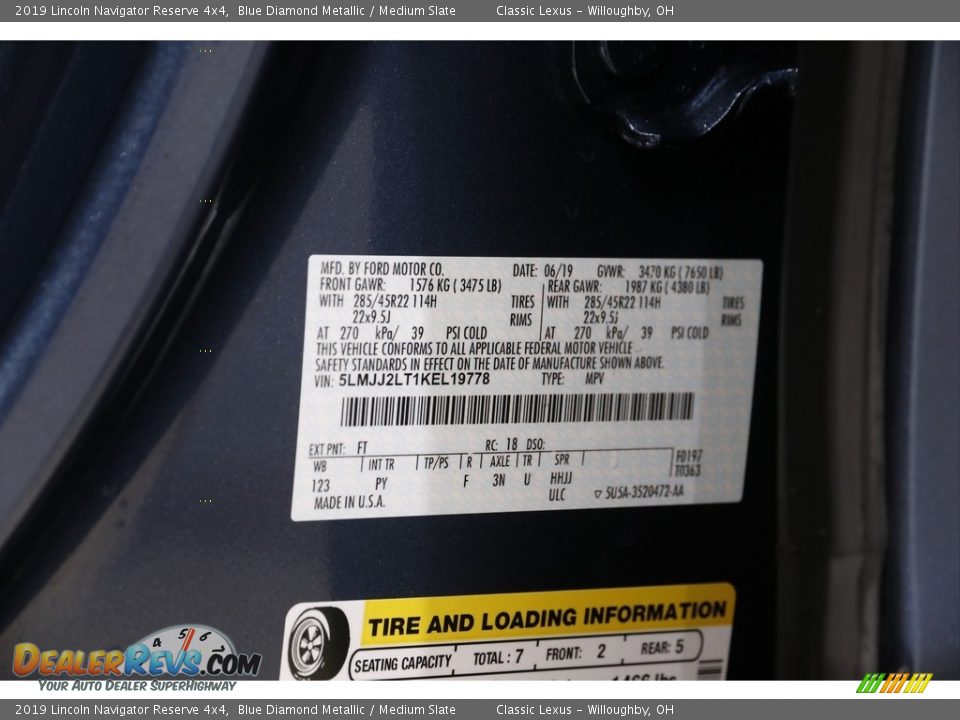 2019 Lincoln Navigator Reserve 4x4,  Blue Diamond Metallic / Medium Slate    Classic Lexus - Willoughby, OH
MFD. BY FORD MOTOR CO.    DATE: 06/19    GVWR: 3470 KG ( 7650 LB)
FRONT GAWR: 1576 KG ( 3475 LB)    REAR GAWR: 1987 KG ( 4380 LB)
WITH 285/45R22 114H TIRES    WITH 285/45R22 114H TIRES
22x9.5J RIMS    22x9.5J RIMS
AT 270 kPa/ 39 PSI COLD    AT 270 kPa/ 39 PSI COLD
THIS VEHICLE CONFORMS TO ALL APPLICABLE FEDERAL MOTOR VEHICLE
SAFETY STANDARDS IN EFFECT ON THE DATE OF MANUFACTURE SHOWN ABOVE.
VIN: 5LMJJ2LT1KEL19778    TYPE: MPV
EXT PNT: FT    RC: 18 DSO:
WB INT TR TP/PS R AXLE TR SPR    F0197
123 PY F 3N U HHJJ    T0363
MADE IN U.S.A.    ULC    ▽ 5U5A-3520472-AA
TIRE AND LOADING INFORMATION
SEATING CAPACITY TOTAL : 7 FRONT: 2 REAR: 5
4 5 6
DEALERREVS.COM
YOUR AUTO DEALER SUPERHIGHWAY
2019 Lincoln Navigator Reserve 4x4,  Blue Diamond Metallic / Medium Slate    Classic Lexus - Willoughby, OH